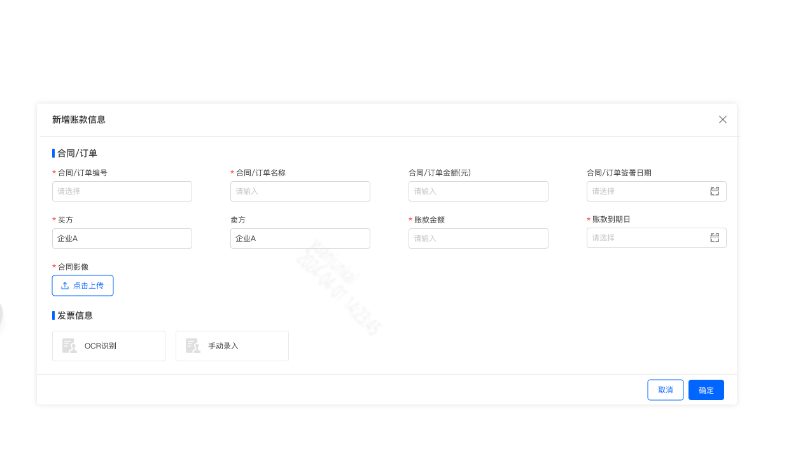 新增账款信息
合同/订单
* 合同/订单编号
* 合同/订单名称
合同/订单金额(元)
合同/订单签署日期
请选择
请输入
请输入
请选择
* 买方
卖方
* 账款金额
* 账款到期日
企业A
企业A
请输入
请选择
* 合同影像
点击上传
发票信息
OCR识别
手动录入
取消
确定